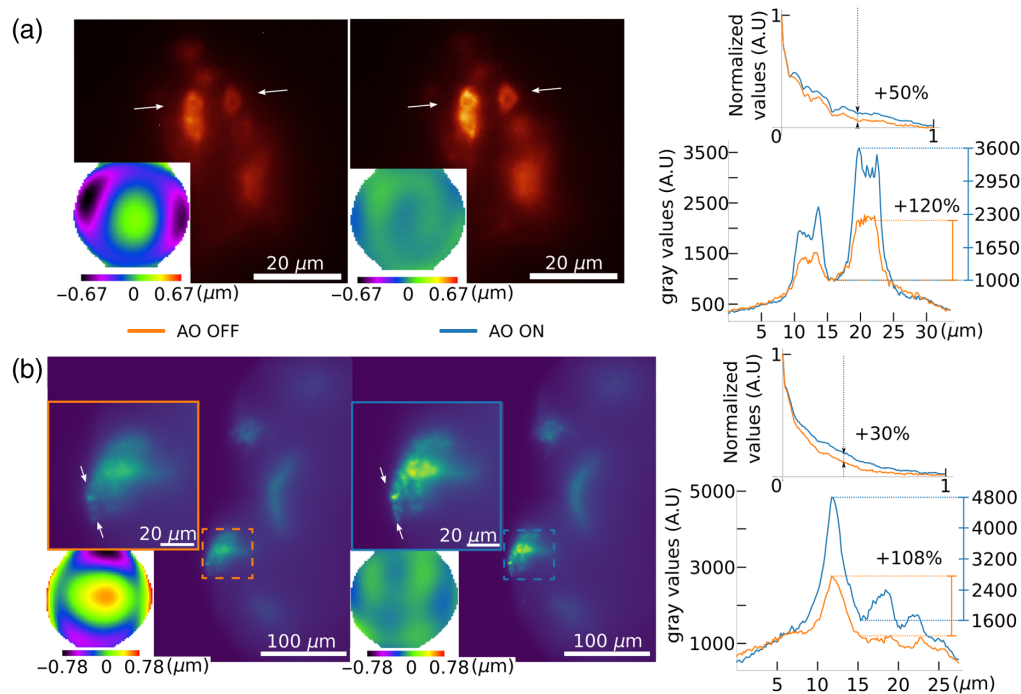 (a)
20 μm
20 μm
−0.67 0 0.67 (μm)
−0.67 0 0.67 (μm)
AO OFF
AO ON
Normalized
values (A.U)
1
+50%
0
1
gray values (A.U)
3500
2500
1500
500
+120%
3600
2950
2300
1650
1000
5 10 15 20 25 30 (μm)
(b)
20 μm
20 μm
100 μm
100 μm
−0.78 0 0.78 (μm)
−0.78 0 0.78 (μm)
Normalized
values (A.U)
1
+30%
0
1
gray values (A.U)
5000
3000
1000
+108%
4800
4000
3200
2400
1600
5 10 15 20 25 (μm)